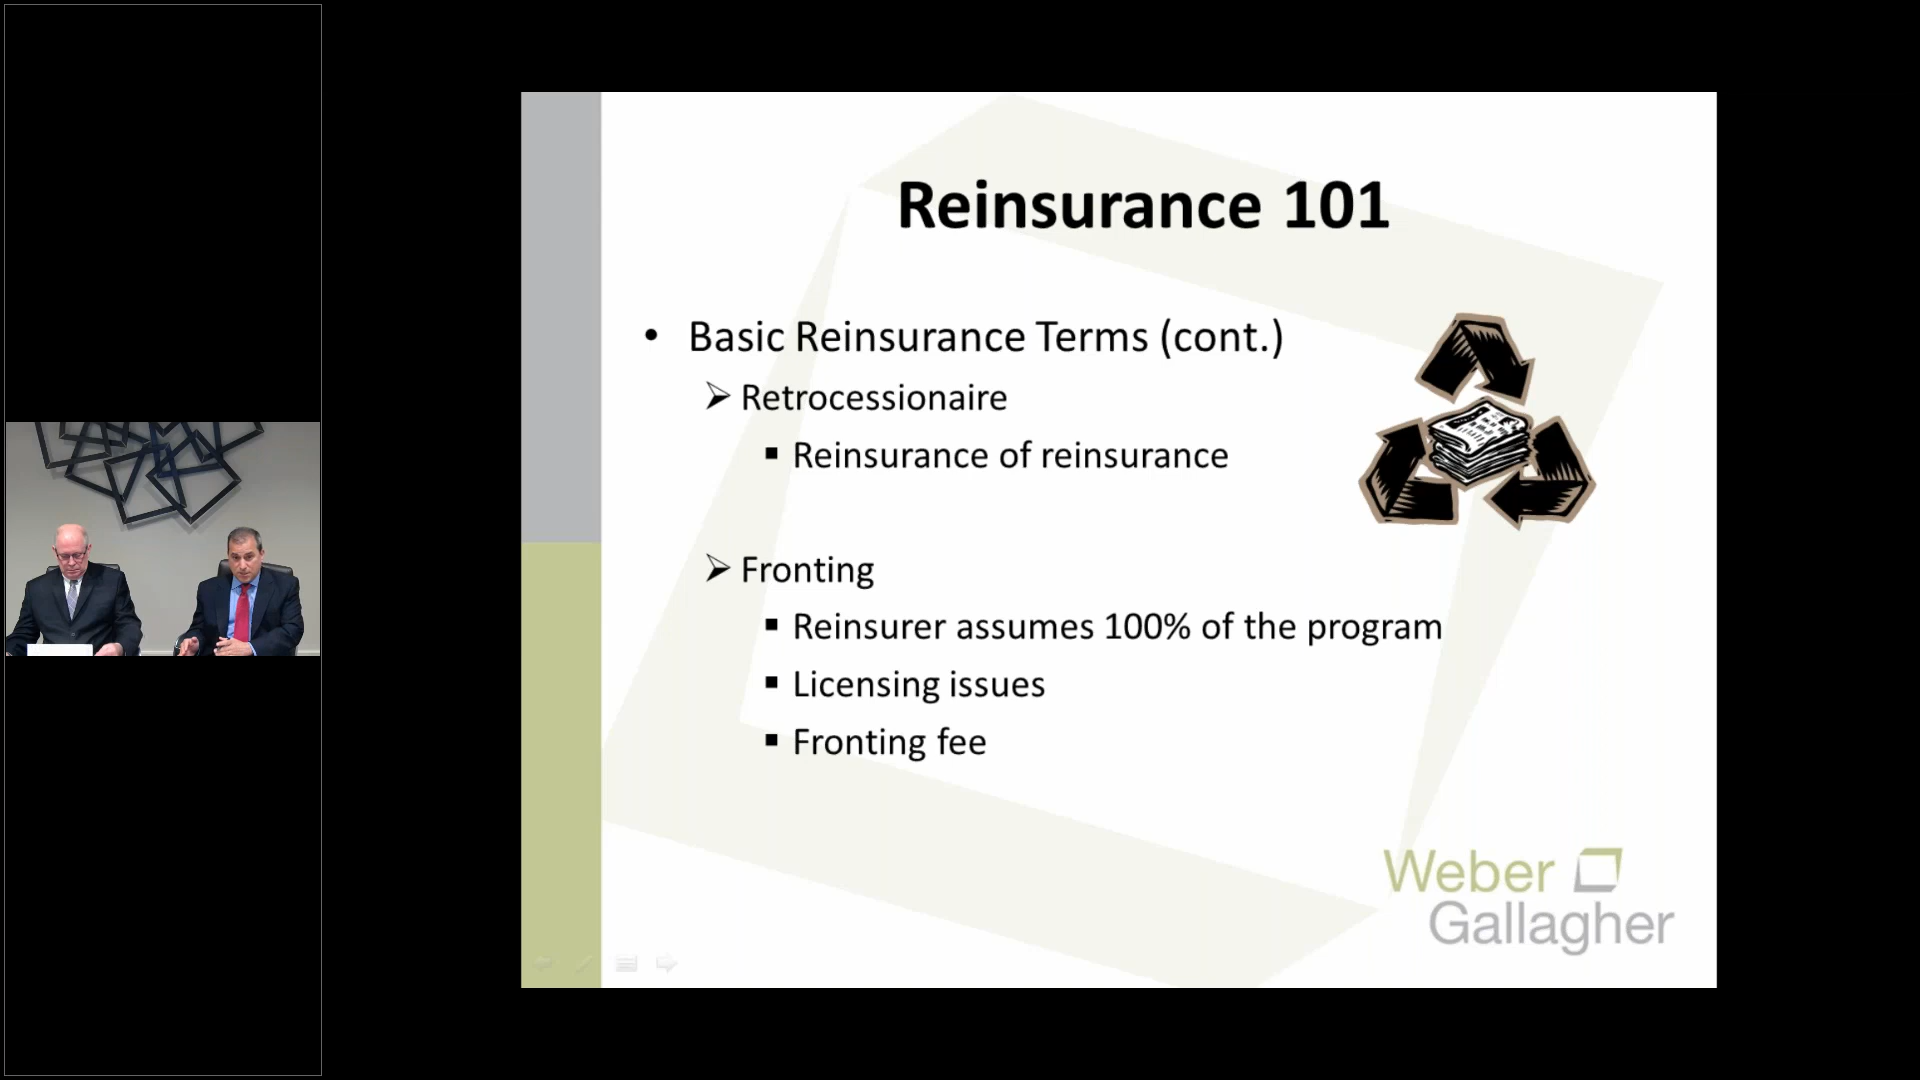 Reinsurance 101
• Basic Reinsurance Terms (cont.)
➢ Retrocessionaire
▪ Reinsurance of reinsurance
➢ Fronting
▪ Reinsurer assumes 100% of the program
▪ Licensing issues
▪ Fronting fee
Weber
Gallagher